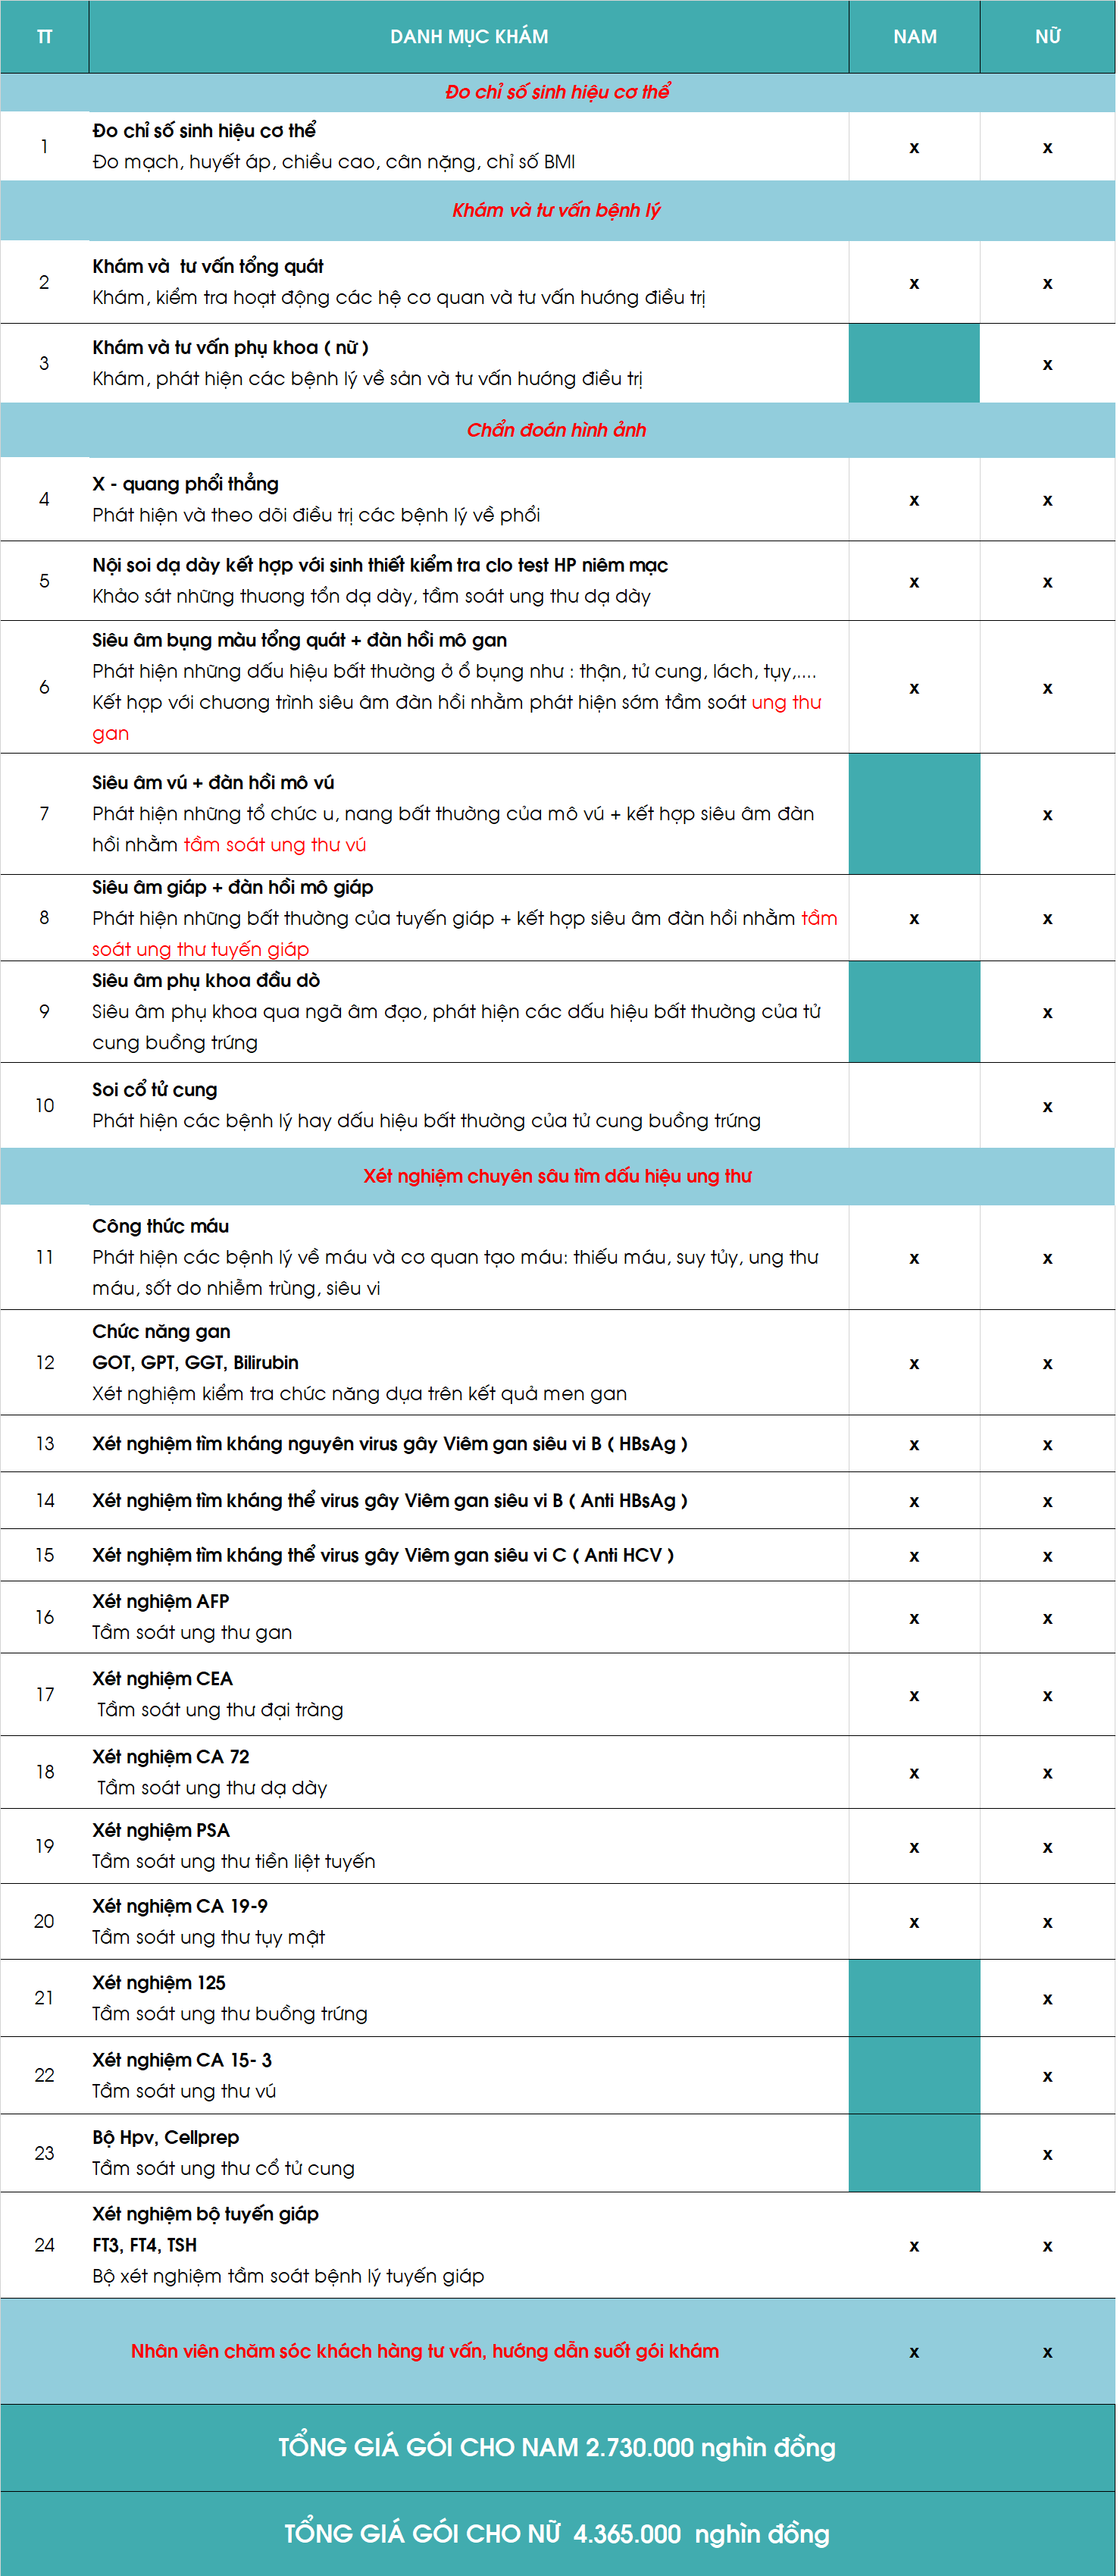 TT DANH MỤC KHÁM NAM NỮ
Đo chỉ số sinh hiệu cơ thể
1 Đo chỉ số sinh hiệu cơ thể x x
Đo mạch, huyết áp, chiều cao, cân nặng, chỉ số BMI
Khám và tư vấn bệnh lý
2 Khám và tư vấn tổng quát x x
Khám, kiểm tra hoạt động các hệ cơ quan và tư vấn hướng điều trị
3 Khám và tư vấn phụ khoa ( nữ ) x
Khám, phát hiện các bệnh lý về sản và tư vấn hướng điều trị
Chẩn đoán hình ảnh
4 X - quang phổi thẳng x x
Phát hiện và theo dõi điều trị các bệnh lý về phổi
5 Nội soi dạ dày kết hợp với sinh thiết kiểm tra clo test HP niêm mạc x x
Khảo sát những thương tổn dạ dày, tầm soát ung thư dạ dày
6 Siêu âm bụng màu tổng quát + đàn hồi mô gan x x
Phát hiện những dấu hiệu bất thường ở ổ bụng như : thận, tử cung, lách, tụy,....
Kết hợp với chương trình siêu âm đàn hồi nhằm phát hiện sớm tầm soát ung thư
gan
7 Siêu âm vú + đàn hồi mô vú x
Phát hiện những tổ chức u, nang bất thường của mô vú + kết hợp siêu âm đàn
hồi nhằm tầm soát ung thư vú
8 Siêu âm giáp + đàn hồi mô giáp x x
Phát hiện những bất thường của tuyến giáp + kết hợp siêu âm đàn hồi nhằm tầm
soát ung thư tuyến giáp
9 Siêu âm phụ khoa đầu dò x
Siêu âm phụ khoa qua ngã âm đạo, phát hiện các dấu hiệu bất thường của tử
cung buồng trứng
10 Soi cổ tử cung x
Phát hiện các bệnh lý hay dấu hiệu bất thường của tử cung buồng trứng
Xét nghiệm chuyên sâu tìm dấu hiệu ung thư
11 Công thức máu x x
Phát hiện các bệnh lý về máu và cơ quan tạo máu: thiếu máu, suy tủy, ung thư
máu, sốt do nhiễm trùng, siêu vi
12 Chức năng gan x x
GOT, GPT, GGT, Bilirubin
Xét nghiệm kiểm tra chức năng dựa trên kết quả men gan
13 Xét nghiệm tìm kháng nguyên virus gây Viêm gan siêu vi B ( HBsAg ) x x
14 Xét nghiệm tìm kháng thể virus gây Viêm gan siêu vi B ( Anti HBsAg ) x x
15 Xét nghiệm tìm kháng thể virus gây Viêm gan siêu vi C ( Anti HCV ) x x
16 Xét nghiệm AFP x x
Tầm soát ung thư gan
17 Xét nghiệm CEA x x
Tầm soát ung thư đại tràng
18 Xét nghiệm CA 72 x x
Tầm soát ung thư dạ dày
19 Xét nghiệm PSA x x
Tầm soát ung thư tiền liệt tuyến
20 Xét nghiệm CA 19-9 x x
Tầm soát ung thư tụy mật
21 Xét nghiệm 125 x
Tầm soát ung thư buồng trứng
22 Xét nghiệm CA 15- 3 x
Tầm soát ung thư vú
23 Bộ Hpv, Cellprep x
Tầm soát ung thư cổ tử cung
24 Xét nghiệm bộ tuyến giáp x x
FT3, FT4, TSH
Bộ xét nghiệm tầm soát bệnh lý tuyến giáp
Nhân viên chăm sóc khách hàng tư vấn, hướng dẫn suốt gói khám x x
TỔNG GIÁ GÓI CHO NAM 2.730.000 nghìn đồng
TỔNG GIÁ GÓI CHO NỮ 4.365.000 nghìn đồng